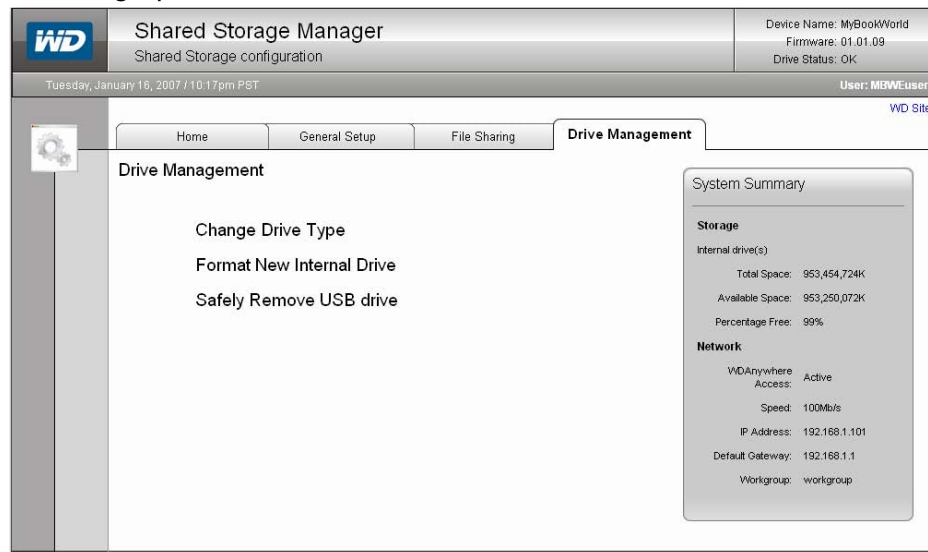 WD
Shared Storage Manager
Shared Storage configuration
Device Name: MyBookWorld
Firmware: 01.01.09
Drive Status: OK
Tuesday, January 16, 2007 / 10:17pm PST
User: MBWEuser
WD Site
Home
General Setup
File Sharing
Drive Management
Drive Management
Change Drive Type
Format New Internal Drive
Safely Remove USB drive
System Summary
Storage
Internal drive(s)
Total Space: 953,454,724K
Available Space: 953,250,072K
Percentage Free: 99%
Network
WDAnywhere Access: Active
Speed: 100Mb/s
IP Address: 192.168.1.101
Default Gateway: 192.168.1.1
Workgroup: workgroup